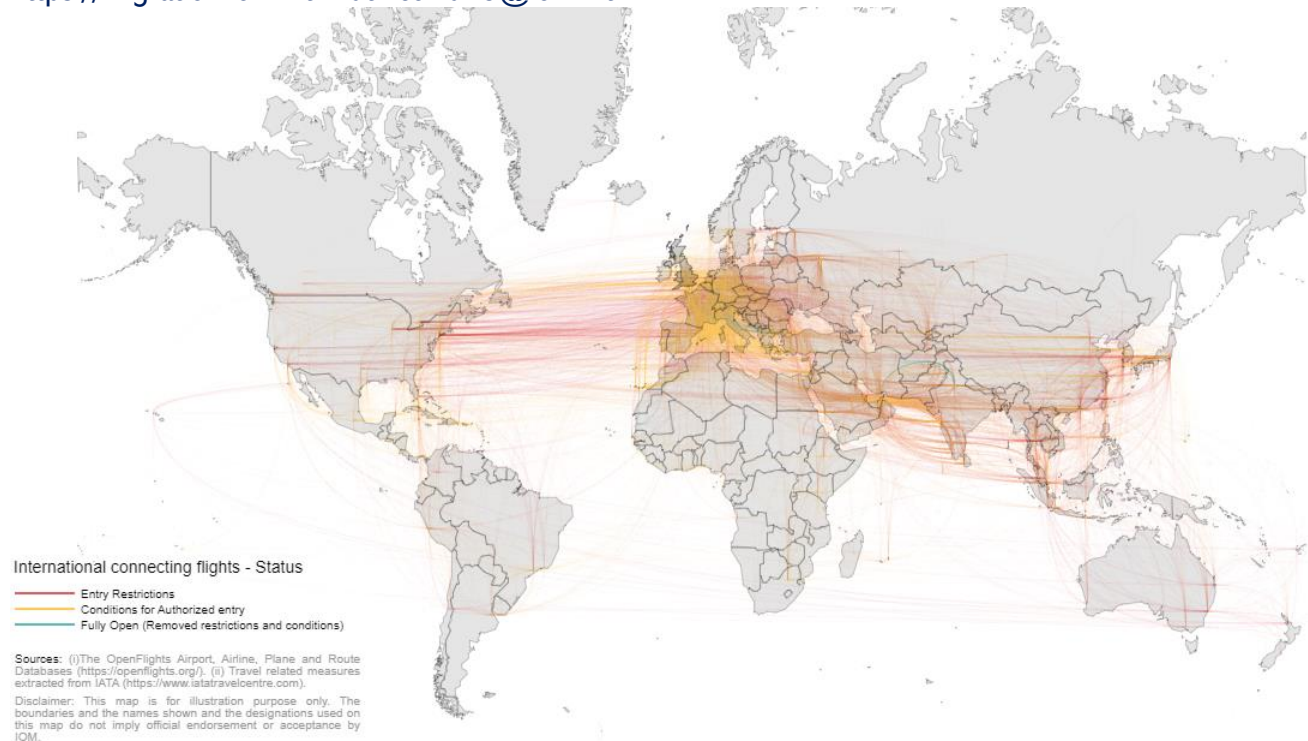 International connecting flights - Status
Entry Restrictions
Conditions for Authorized entry
Fully Open (Removed restrictions and conditions)
Sources: (i)The OpenFlights Airport, Airline, Plane and Route
Databases (https://openflights.org/). (ii) Travel related measures
extracted from IATA (https://www.iatatravelcentre.com).
Disclaimer: This map is for illustration purpose only. The
boundaries and the names shown and the designations used on
this map do not imply official endorsement or acceptance by
IOM.